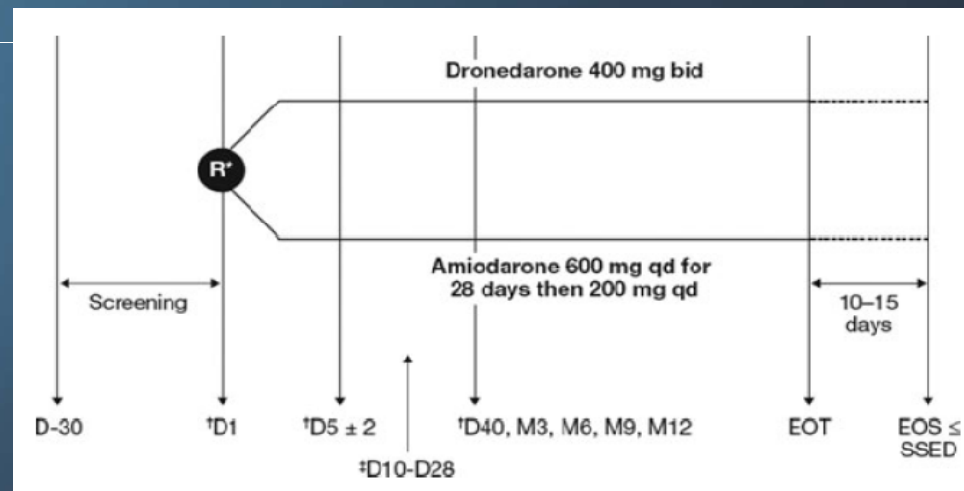 Dronedarone 400 mg bid
R*
Amiodarone 600 mg qd for
28 days then 200 mg qd
Screening
10–15
days
D-30
†D1
†D5 ± 2
†D40, M3, M6, M9, M12
EOT
EOS ≤
SSED
‡D10-D28